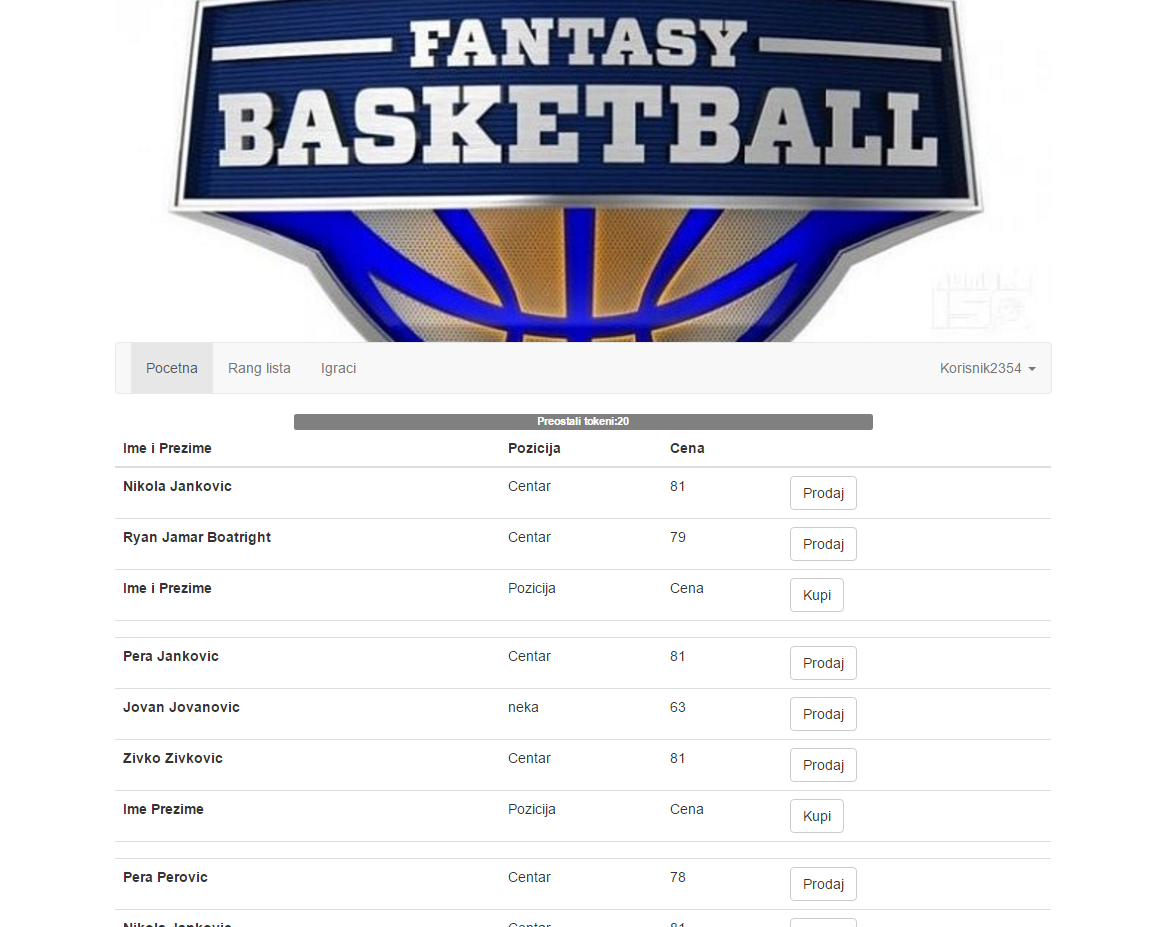 FANTASY
BASKETBALL
Pocetna Rang lista Igraci Korisnik2354
Preostali tokeni:20
Ime i Prezime Pozicija Cena
Nikola Jankovic Centar 81 Prodaj
Ryan Jamar Boatright Centar 79 Prodaj
Ime i Prezime Pozicija Cena Kupi
Pera Jankovic Centar 81 Prodaj
Jovan Jovanovic neka 63 Prodaj
Zivko Zivkovic Centar 81 Prodaj
Ime Prezime Pozicija Cena Kupi
Pera Perovic Centar 78 Prodaj
Nikola Jankovic Centar 81